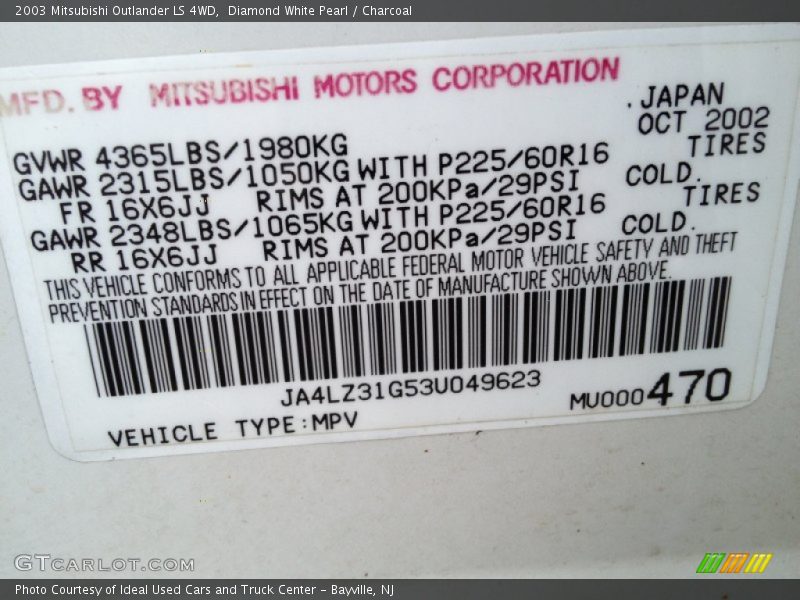 2003 Mitsubishi Outlander LS 4WD,  Diamond White Pearl / Charcoal
MFD. BY MITSUBISHI MOTORS CORPORATION
.JAPAN
OCT 2002
GVWR 4365LBS/1980KG
GAWR 2315LBS/1050KG WITH P225/60R16 TIRES
FR 16X6JJ RIMS AT 200KPa/29PSI COLD.
GAWR 2348LBS/1065KG WITH P225/60R16 TIRES
RR 16X6JJ RIMS AT 200KPa/29PSI COLD.
THIS VEHICLE CONFORMS TO ALL APPLICABLE FEDERAL MOTOR VEHICLE SAFETY AND THEFT
PREVENTION STANDARDS IN EFFECT ON THE DATE OF MANUFACTURE SHOWN ABOVE.
JA4LZ31G53U049623
MU000470
VEHICLE TYPE:MPV
GTCARLOT.COM
Photo Courtesy of Ideal Used Cars and Truck Center - Bayville, NJ